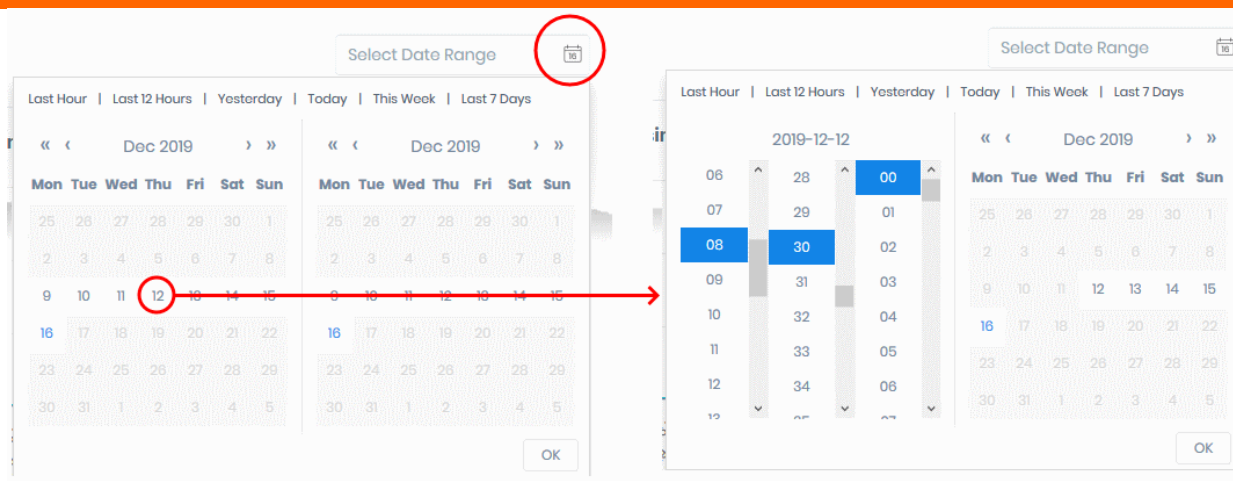 Select Date Range 16
Last Hour | Last 12 Hours | Yesterday | Today | This Week | Last 7 Days
« ‹ Dec 2019 › » « ‹ Dec 2019 › »
Mon Tue Wed Thu Fri Sat Sun Mon Tue Wed Thu Fri Sat Sun
25 26 27 28 29 30 1 25 26 27 28 29 30 1
2 3 4 5 6 7 8 2 3 4 5 6 7 8
9 10 11 12 13 14 15 9 10 11 12 13 14 15
16 17 18 19 20 21 22 16 17 18 19 20 21 22
23 24 25 26 27 28 29 23 24 25 26 27 28 29
30 31 1 2 3 4 5 30 31 1 2 3 4 5
OK
Select Date Range 16
Last Hour | Last 12 Hours | Yesterday | Today | This Week | Last 7 Days
2019-12-12 « ‹ Dec 2019 › »
Mon Tue Wed Thu Fri Sat Sun
06 28 00
07 29 01 25 26 27 28 29 30 1
08 30 02 2 3 4 5 6 7 8
09 31 03 9 10 11 12 13 14 15
10 32 04 16 17 18 19 20 21 22
11 33 05 23 24 25 26 27 28 29
12 34 06 30 31 1 2 3 4 5
13 35 07
OK